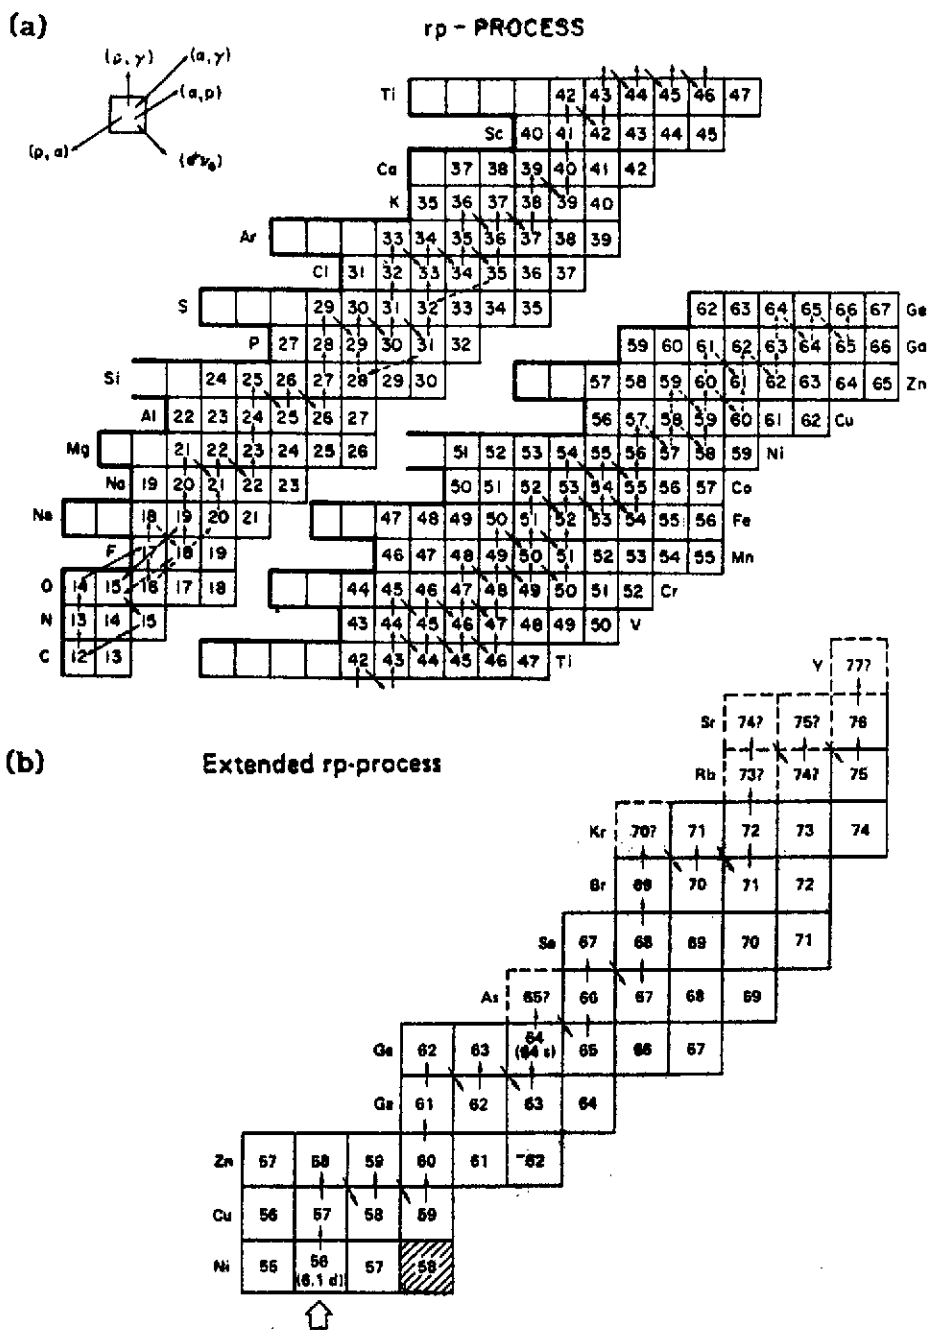 (a)
rp - PROCESS
(p, γ)
(α, γ)
(α, p)
(p, α)
Ti 42 43 44 45 46 47
Sc 40 41 42 43 44 45
Ca 37 38 39 40 41 42
K 35 36 37 38 39 40
Ar 33 34 35 36 37 38 39
Cl 31 32 33 34 35 36 37
S 29 30 31 32 33 34 35
62 63 64 65 66 67 Ge
P 27 28 29 30 31 32
59 60 61 62 63 64 65 66 Ga
Si 24 25 26 27 28 29 30
57 58 59 60 61 62 63 64 65 Zn
Al 22 23 24 25 26 27
56 57 58 59 60 61 62 Cu
Mg 21 22 23 24 25 26
51 52 53 54 55 56 57 58 59 Ni
Na 19 20 21 22 23
50 51 52 53 54 55 56 57 Co
Ne 18 19 20 21
47 48 49 50 51 52 53 54 55 56 Fe
F 17 18 19
46 47 48 49 50 51 52 53 54 55 Mn
O 14 15 16 17 18
44 45 46 47 48 49 50 51 52 Cr
N 13 14 15
43 44 45 46 47 48 49 50 V
C 12 13
42 43 44 45 46 47 Ti
(b)
Extended rp-process
Y 77?
Sr 74? 75? 76
Rb 73? 74? 75
Kr 70? 71 72 73 74
Br 69 70 71 72
Se 67 68 69 70 71
As 65? 66 67 68 69
Ge 62 63 64 65 66 67
(64 s)
Ga 61 62 63 64
Zn 57 58 59 60 61 62
Cu 56 57 58 59
Ni 55 56 57 58
(6.1 d)